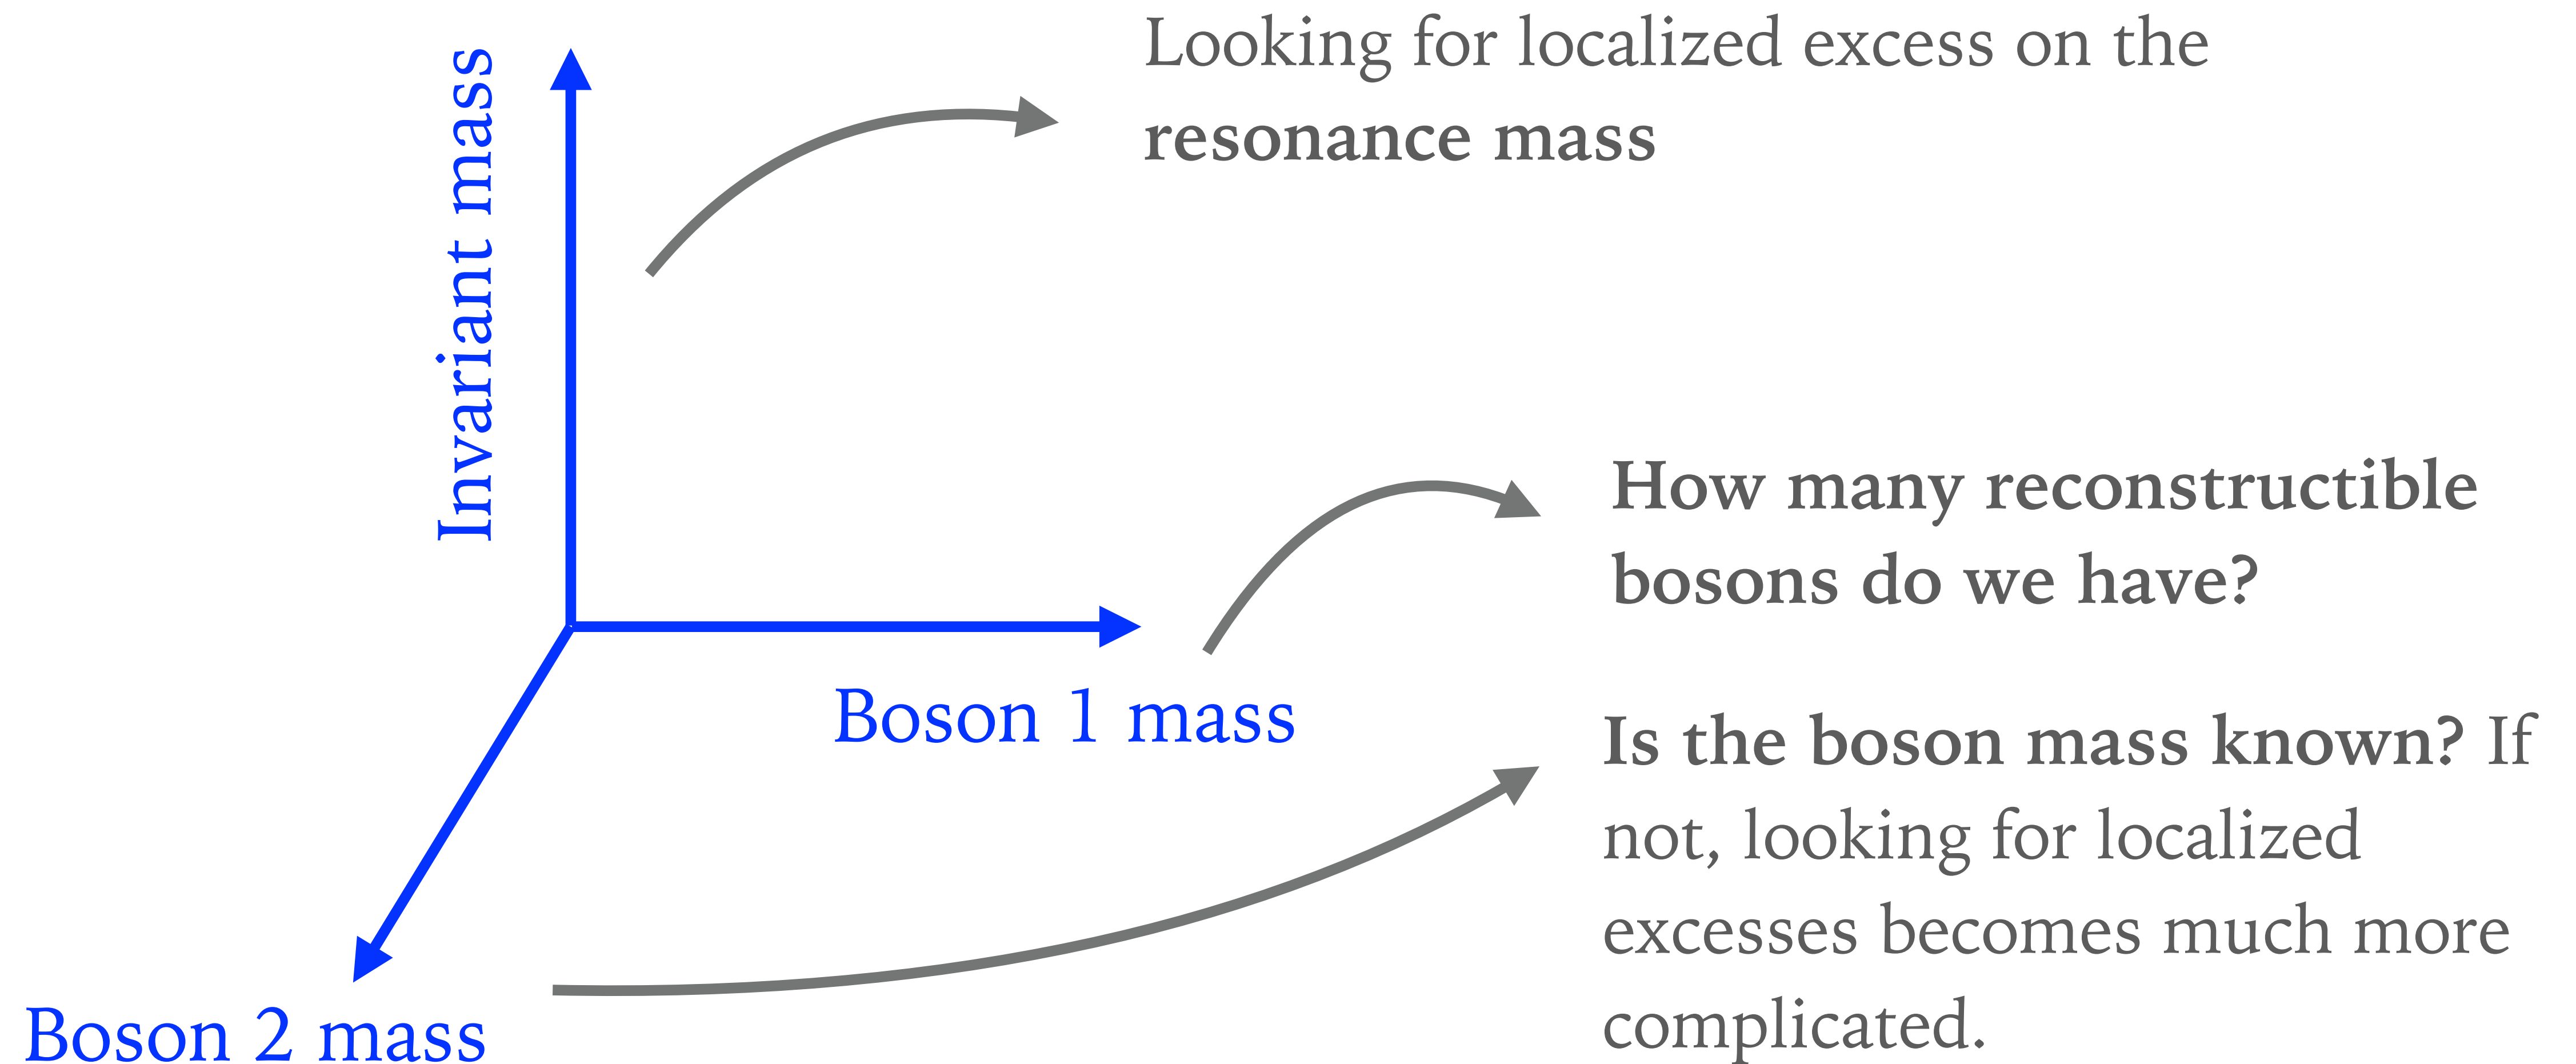 Invariant mass
Looking for localized excess on the
resonance mass
How many reconstructible
bosons do we have?
Boson 1 mass
Is the boson mass known? If
not, looking for localized
excesses becomes much more
complicated.
Boson 2 mass